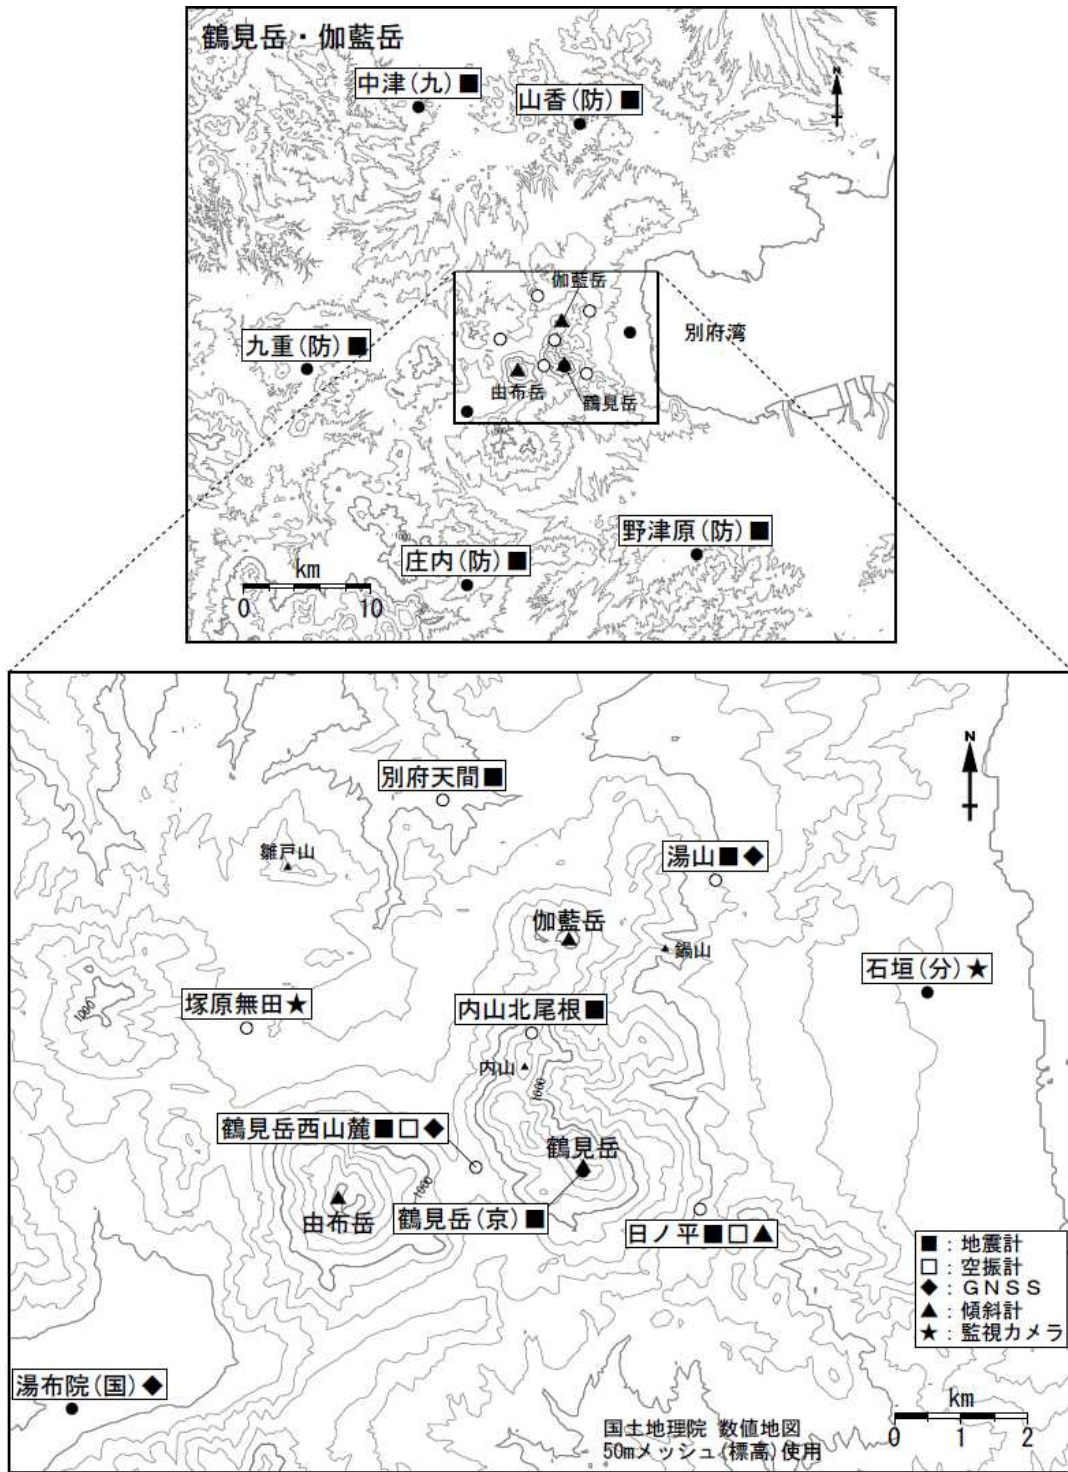 鶴見岳・伽藍岳
中津(九)■
山香(防)■
N
伽藍岳
別府湾
九重(防)■
由布岳
鶴見岳
野津原(防)■
庄内(防)■
km
0 10
N
別府天間■
雛戸山
湯山■◆
伽藍岳
鍋山
石垣(分)★
1000
塚原無田★
内山北尾根■
内山
1000
鶴見岳西山麓■□◆
鶴見岳
1000
鶴見岳(京)■
由布岳
日ノ平■□▲
■:地震計
□:空振計
◆:GNSS
▲:傾斜計
★:監視カメラ
湯布院(国)◆
km
0 1 2
国土地理院 数値地図
50mメッシュ(標高)使用